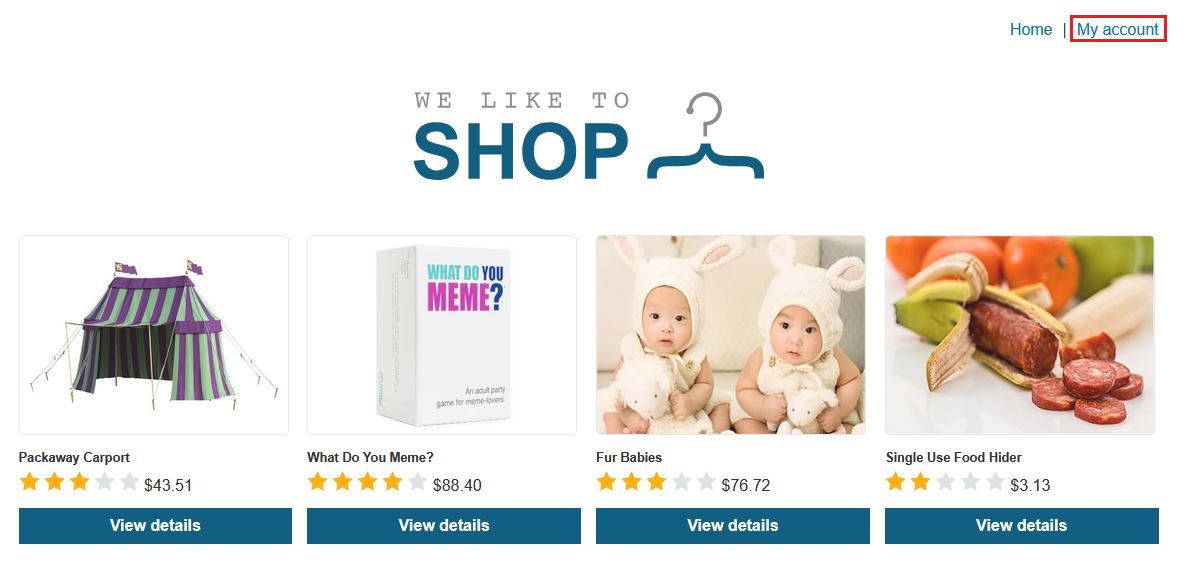 Home | My account
WE LIKE TO
SHOP
WHAT DO YOU
MEME?
An adult party
game for meme-lovers.
Packaway Carport
What Do You Meme?
Fur Babies
Single Use Food Hider
$43.51
$88.40
$76.72
$3.13
View details
View details
View details
View details